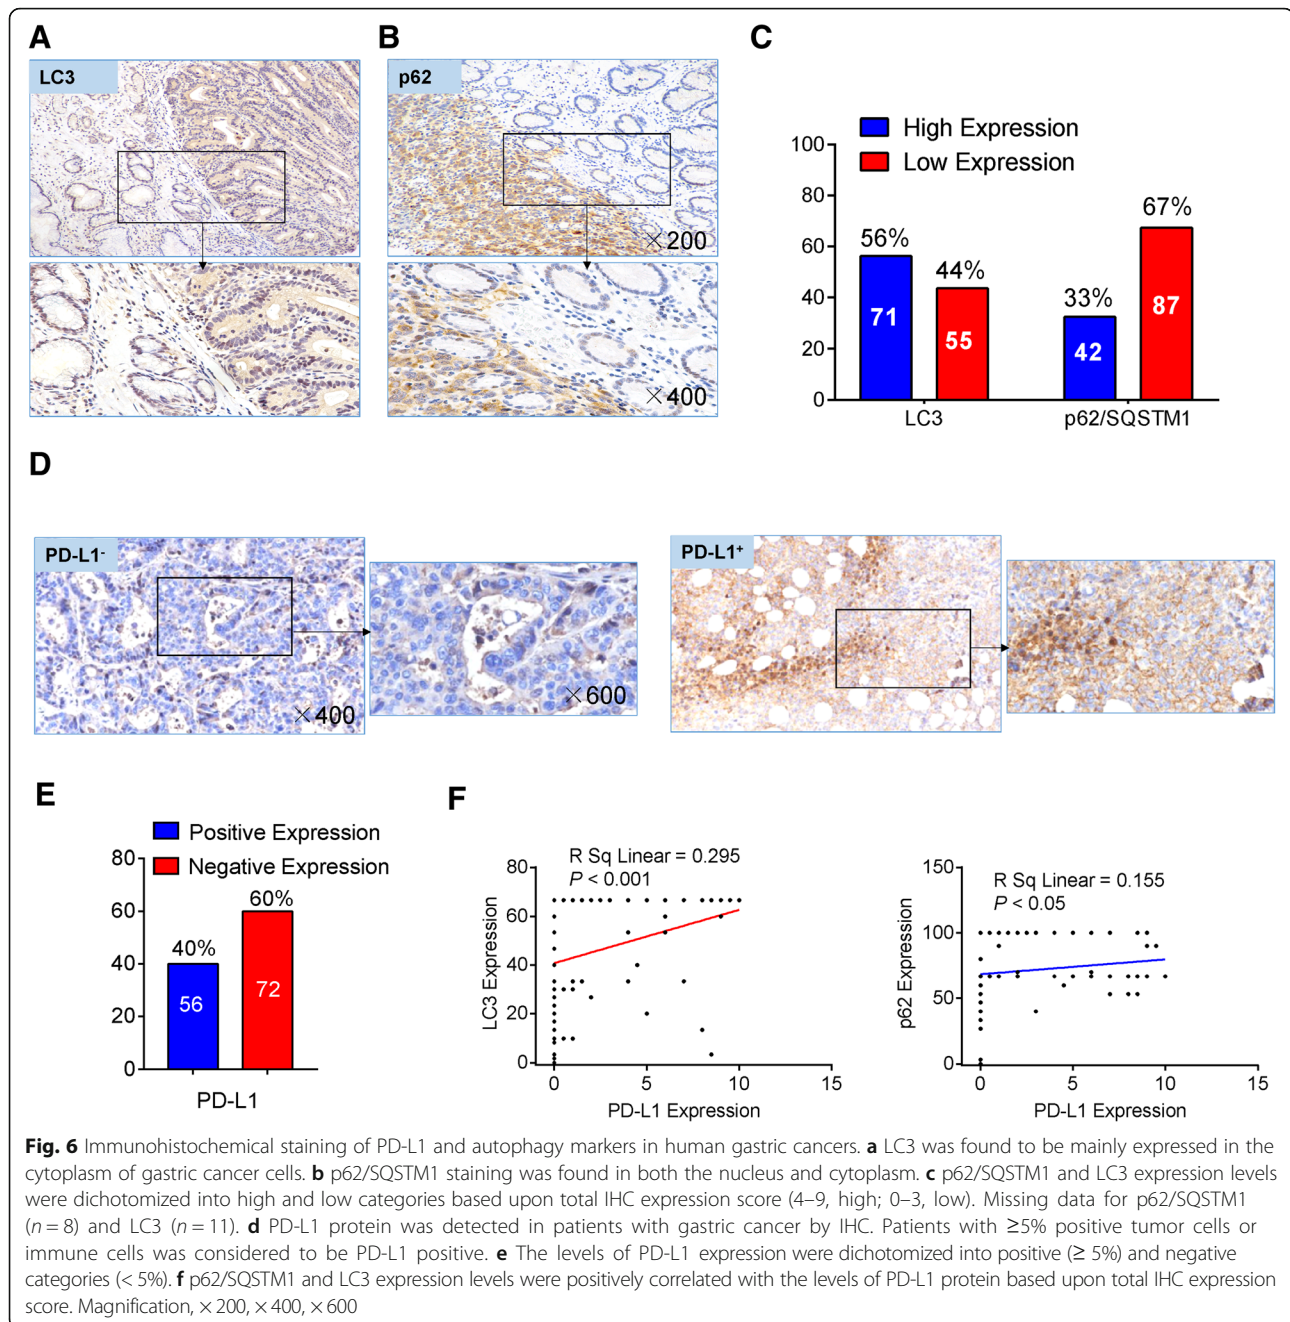 A
B
C
LC3
p62
×200
×400
High Expression
Low Expression
100
80
60
40
20
0
56%
44%
33%
67%
71
55
42
87
LC3
p62/SQSTM1
D
PD-L1-
×400
×600
PD-L1+
E
Positive Expression
Negative Expression
80
60
40
20
0
40%
60%
56
72
PD-L1
F
R Sq Linear = 0.295
P < 0.001
LC3 Expression
80
60
40
20
0
0
5
10
15
PD-L1 Expression
R Sq Linear = 0.155
P < 0.05
p62 Expression
150
100
50
0
0
5
10
15
PD-L1 Expression
Fig. 6 Immunohistochemical staining of PD-L1 and autophagy markers in human gastric cancers. a LC3 was found to be mainly expressed in the
cytoplasm of gastric cancer cells. b p62/SQSTM1 staining was found in both the nucleus and cytoplasm. c p62/SQSTM1 and LC3 expression levels
were dichotomized into high and low categories based upon total IHC expression score (4–9, high; 0–3, low). Missing data for p62/SQSTM1
(n = 8) and LC3 (n = 11). d PD-L1 protein was detected in patients with gastric cancer by IHC. Patients with ≥5% positive tumor cells or
immune cells was considered to be PD-L1 positive. e The levels of PD-L1 expression were dichotomized into positive (≥ 5%) and negative
categories (< 5%). f p62/SQSTM1 and LC3 expression levels were positively correlated with the levels of PD-L1 protein based upon total IHC expression
score. Magnification, × 200, × 400, × 600